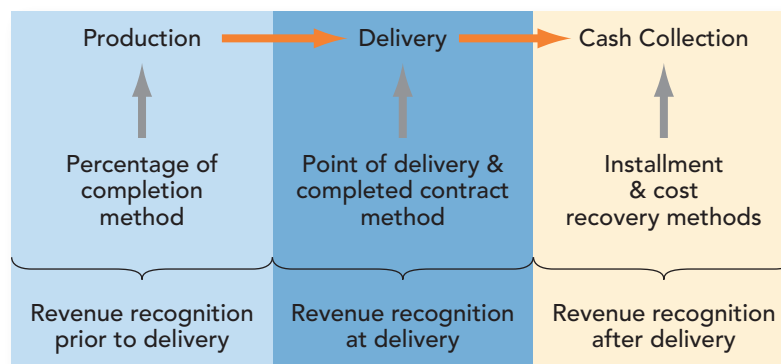 Production
Delivery
Cash Collection
Percentage of
completion
method
Point of delivery &
completed contract
method
Installment
& cost
recovery methods
Revenue recognition
prior to delivery
Revenue recognition
at delivery
Revenue recognition
after delivery